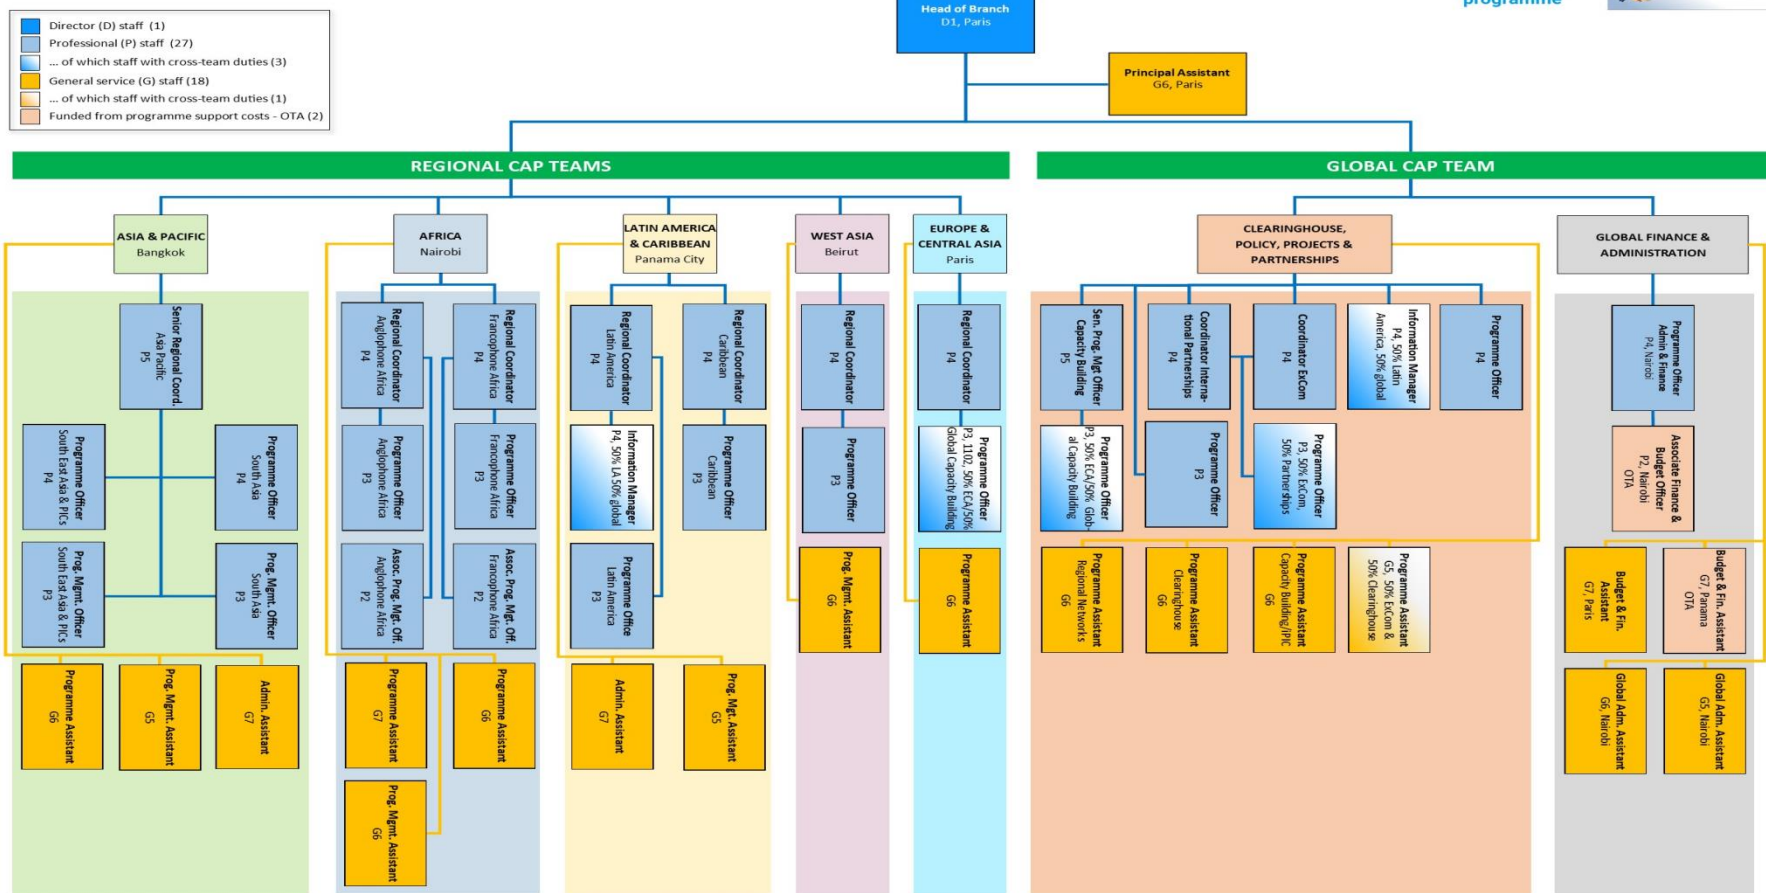 Head of Branch
D1, Paris
programme
Director (D) staff (1)
Professional (P) staff (27)
... of which staff with cross-team duties (3)
General service (G) staff (18)
... of which staff with cross-team duties (1)
Funded from programme support costs - OTA (2)
Principal Assistant
G6, Paris
REGIONAL CAP TEAMS
GLOBAL CAP TEAM
ASIA & PACIFIC
Bangkok
AFRICA
Nairobi
LATIN AMERICA
& CARIBBEAN
Panama City
WEST ASIA
Beirut
EUROPE &
CENTRAL ASIA
Paris
CLEARINGHOUSE,
POLICY, PROJECTS &
PARTNERSHIPS
GLOBAL FINANCE &
ADMINISTRATION
Senior Regional Coord.
Asia Pacific
P5
Programme Officer
South East Asia & PICs
P4
Programme Officer
South Asia
P4
Prog. Mgmt. Officer
South East Asia & PICs
P3
Prog. Mgmt. Officer
South Asia
P3
Programme Assistant
G6
Prog. Mgmt. Assistant
G5
Admin. Assistant
G7
Regional Coordinator
Anglophone Africa
P4
Regional Coordinator
Francophone Africa
P4
Programme Officer
Anglophone Africa
P3
Programme Officer
Francophone Africa
P3
Assoc. Prog. Mgt. Off.
Anglophone Africa
P2
Assoc. Prog. Mgt. Off.
Francophone Africa
P2
Programme Assistant
G7
Programme Assistant
G6
Prog. Mgmt. Assistant
G6
Regional Coordinator
Latin America
P4
Regional Coordinator
Caribbean
P4
Information Manager
P4, 50% LA 50% global
Programme Officer
Caribbean
P3
Programme Office
Latin America
P3
Admin. Assistant
G7
Prog. Mgt. Assistant
G5
Regional Coordinator
P4
Programme Officer
P3
Prog. Mgmt. Assistant
G6
Regional Coordinator
P4
Programme Officer
P3, 1102, 50% ECA/50%
Global Capacity Building
Programme Assistant
G6
Sen. Prog. Mgt Officer
Capacity Building
P5
Coordinator Interna-
tional Partnerships
P4
Coordinator ExCom
P4
Information Manager
P4, 50% Latin
America, 50% global
Programme Officer
P4
Programme Officer
P3, 50% ECA/50% Glob-
al Capacity Building
Programme Officer
P3
Programme Officer
P3, 50% ExCom,
50% Partnerships
Programme Assistant
Regional Networks
G6
Programme Assistant
Clearinghouse
G6
Programme Assistant
Capacity Building/iPIC
G6
Programme Assistant
G5, 50% ExCom &
50% Clearinghouse
Programme Officer
Admin & Finance
P4, Nairobi
Associate Finance &
Budget Officer
P2, Nairobi
OTA
Budget & Fin.
Assistant
G7, Paris
Budget & Fin. Assistant
G7, Panama
OTA
Global Adm. Assistant
G6, Nairobi
Global Adm. Assistant
G5, Nairobi